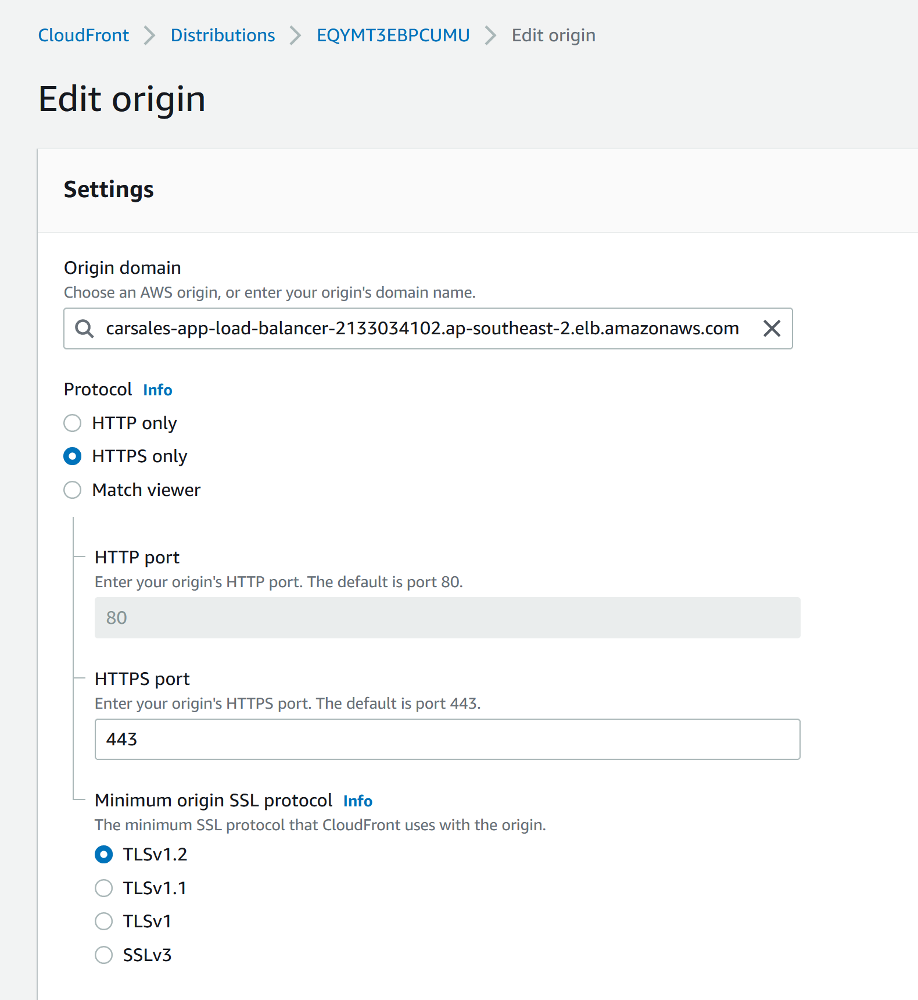 CloudFront Distributions EQYMT3EBPCUMU Edit origin
Edit origin
Settings
Origin domain
Choose an AWS origin, or enter your origin's domain name.
carsales-app-load-balancer-2133034102.ap-southeast-2.elb.amazonaws.com
Protocol Info
HTTP only
HTTPS only
Match viewer
HTTP port
Enter your origin's HTTP port. The default is port 80.
80
HTTPS port
Enter your origin's HTTPS port. The default is port 443.
443
Minimum origin SSL protocol Info
The minimum SSL protocol that CloudFront uses with the origin.
TLSv1.2
TLSv1.1
TLSv1
SSLv3